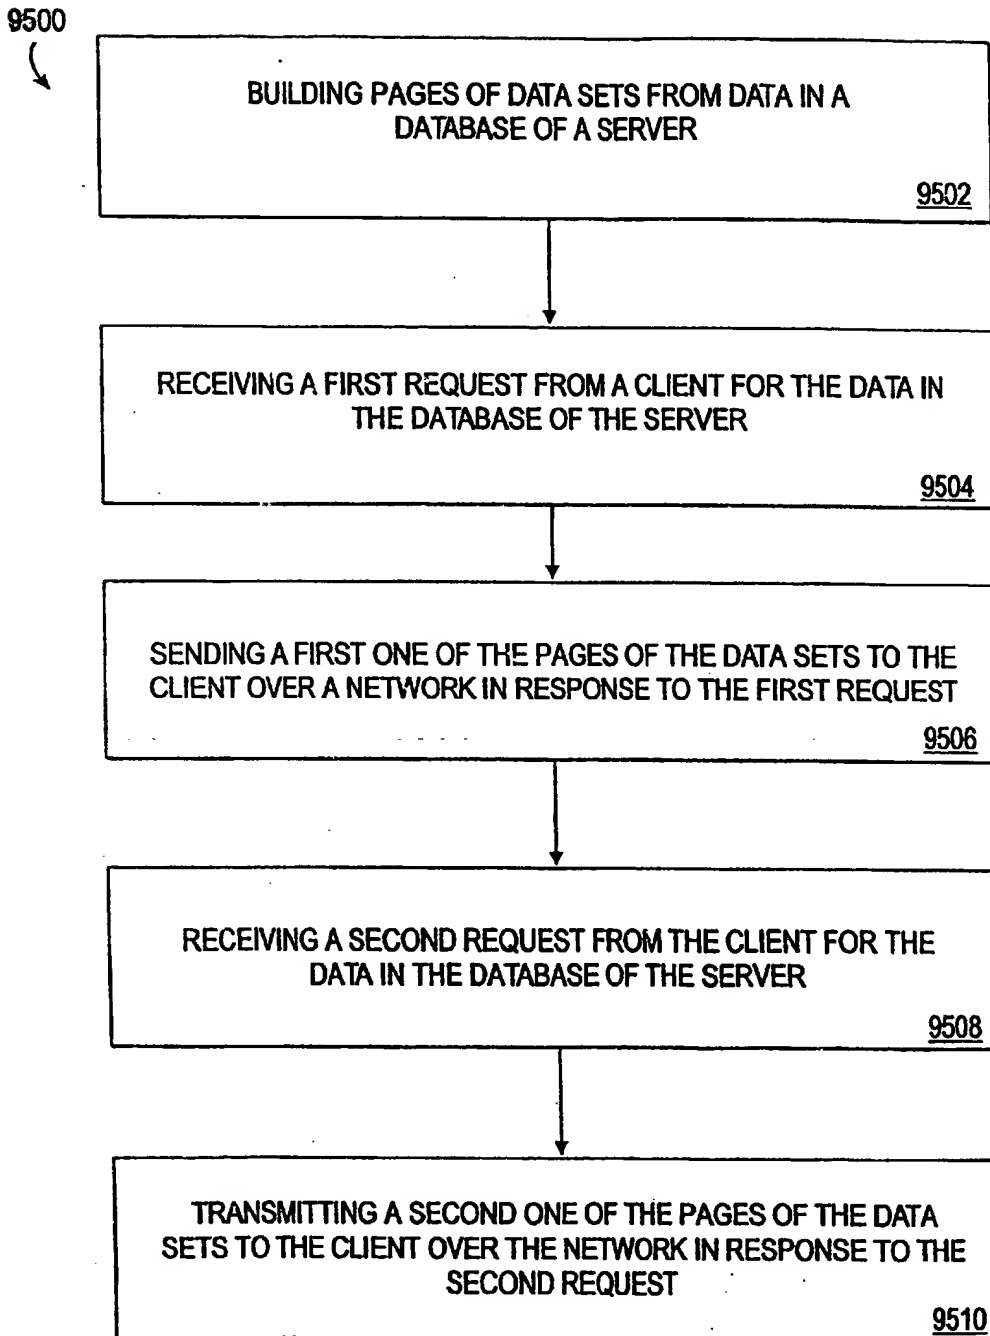 9500
BUILDING PAGES OF DATA SETS FROM DATA IN A
DATABASE OF A SERVER
9502
RECEIVING A FIRST REQUEST FROM A CLIENT FOR THE DATA IN
THE DATABASE OF THE SERVER
9504
SENDING A FIRST ONE OF THE PAGES OF THE DATA SETS TO THE
CLIENT OVER A NETWORK IN RESPONSE TO THE FIRST REQUEST
9506
RECEIVING A SECOND REQUEST FROM THE CLIENT FOR THE
DATA IN THE DATABASE OF THE SERVER
9508
TRANSMITTING A SECOND ONE OF THE PAGES OF THE DATA
SETS TO THE CLIENT OVER THE NETWORK IN RESPONSE TO THE
SECOND REQUEST
9510